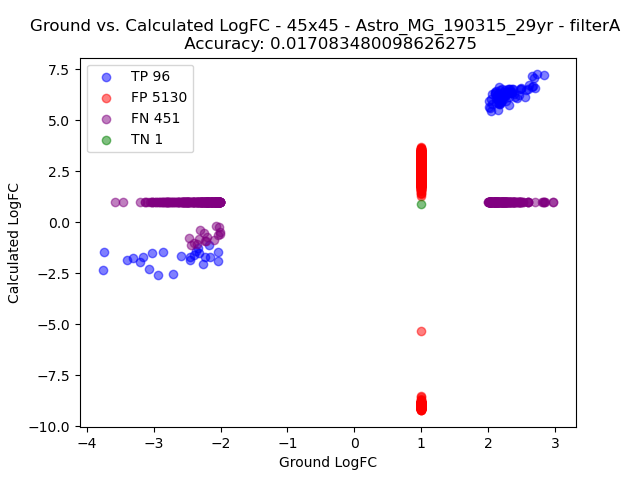 Ground vs. Calculated LogFC - 45x45 - Astro_MG_190315_29yr - filterA
Accuracy: 0.017083480098626275
TP 96
FP 5130
FN 451
TN 1
7.5
5.0
2.5
0.0
−2.5
−5.0
−7.5
−10.0
Calculated LogFC
−4
−3
−2
−1
0
1
2
3
Ground LogFC